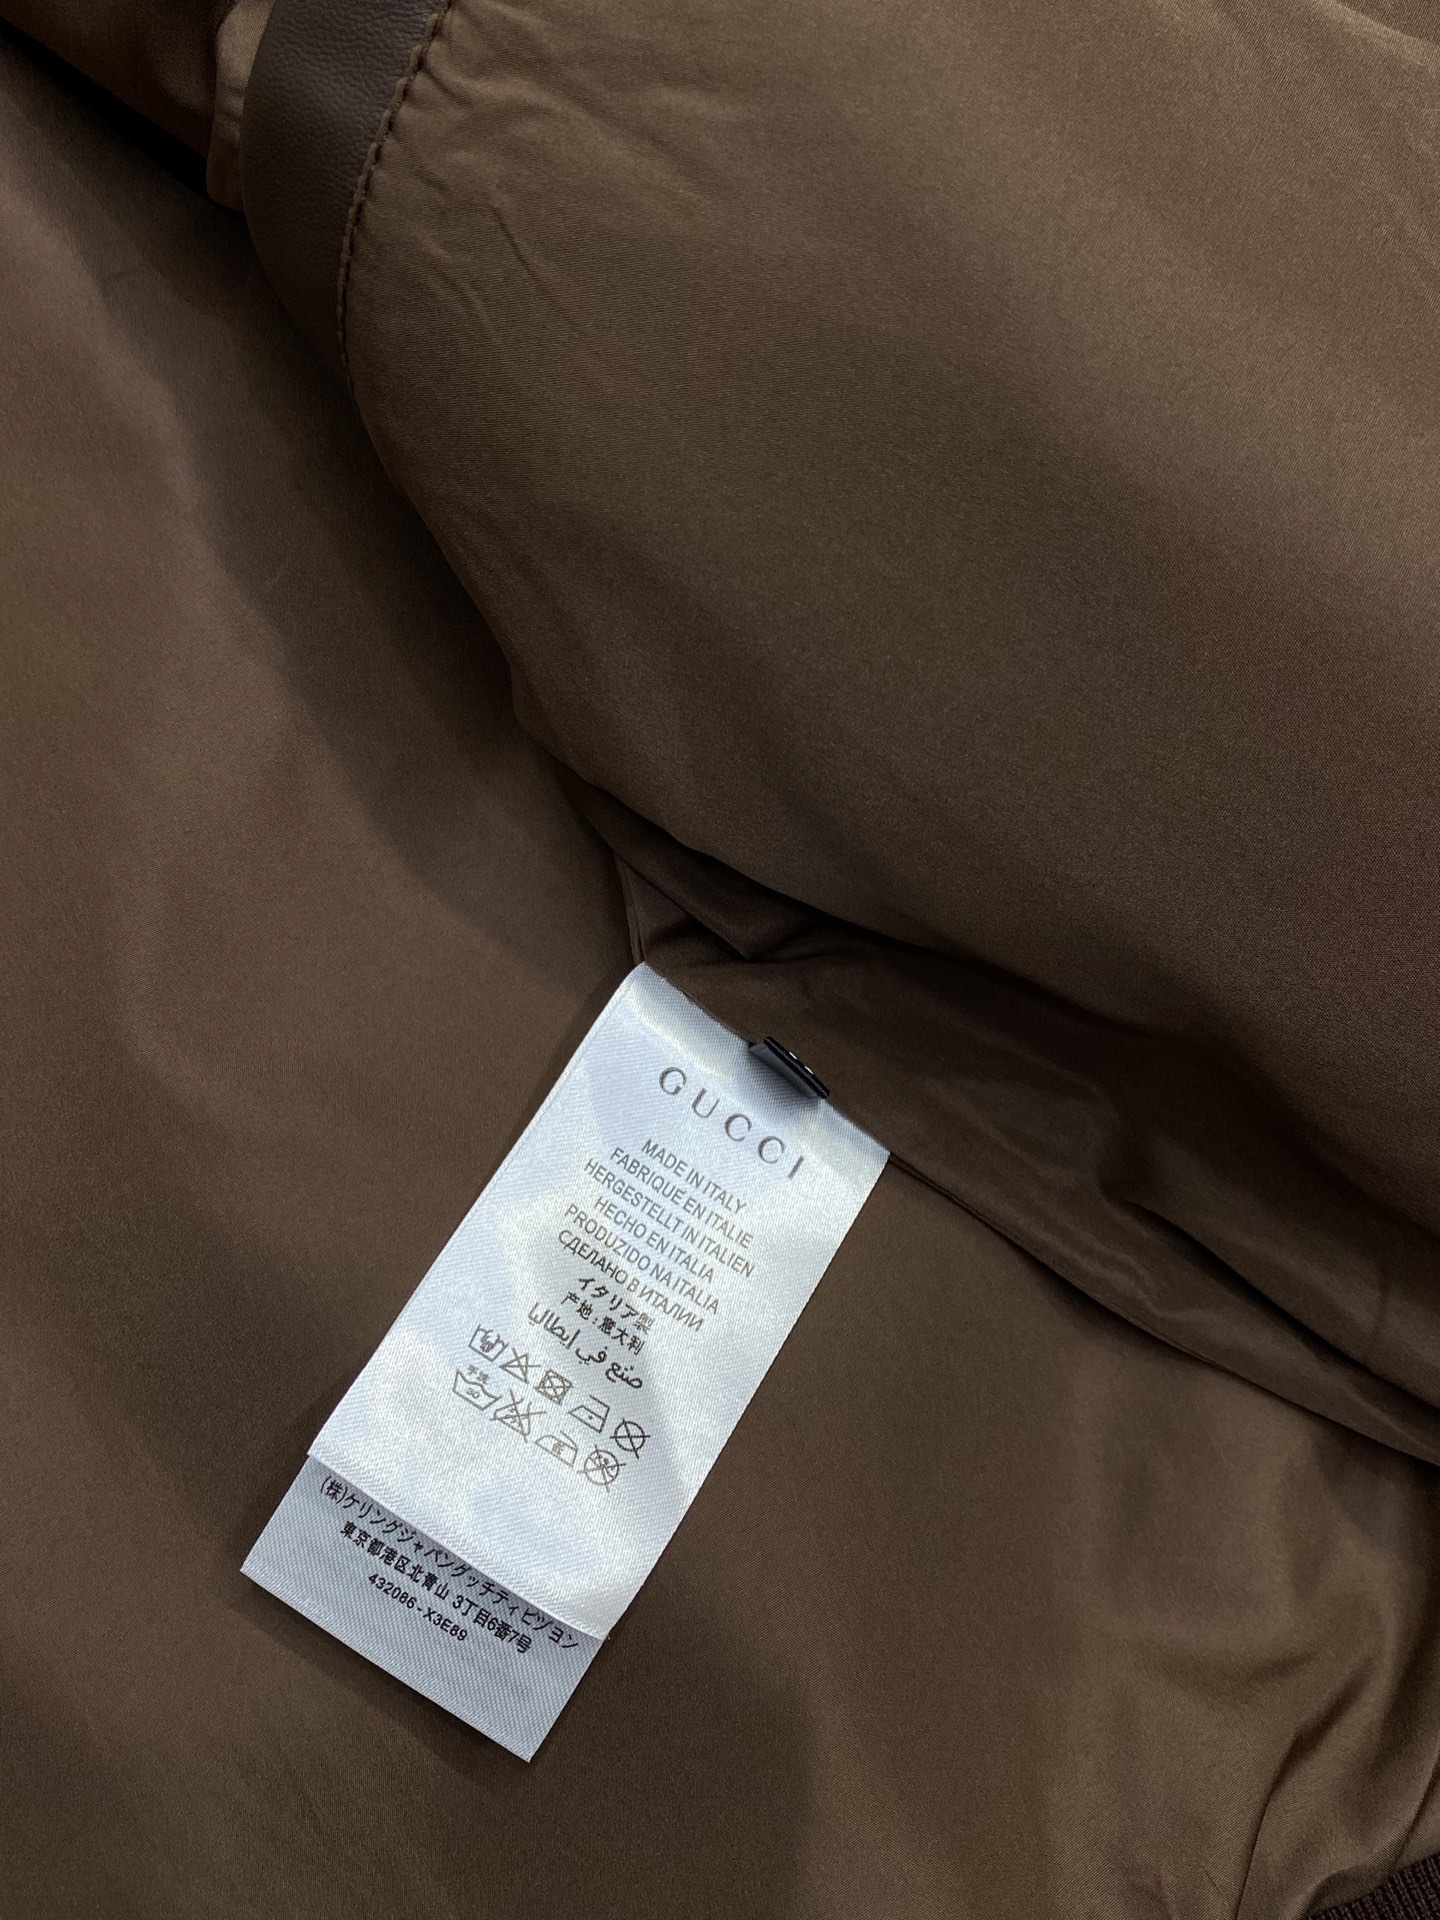 GUCCI
MADE IN ITALY
FABRIQUÉ EN ITALIE
HERGESTELLT IN ITALIEN
HECHO EN ITALIA
PRODUZIDO NA ITALIA
СДЕЛАНО В ИТАЛИИ
イタリア製
产地:意大利
صنع في إيطاليا
(株)ケリングジャパングッチディビジョン
東京都港区北青山 3丁目6番7号
432086-X3E89